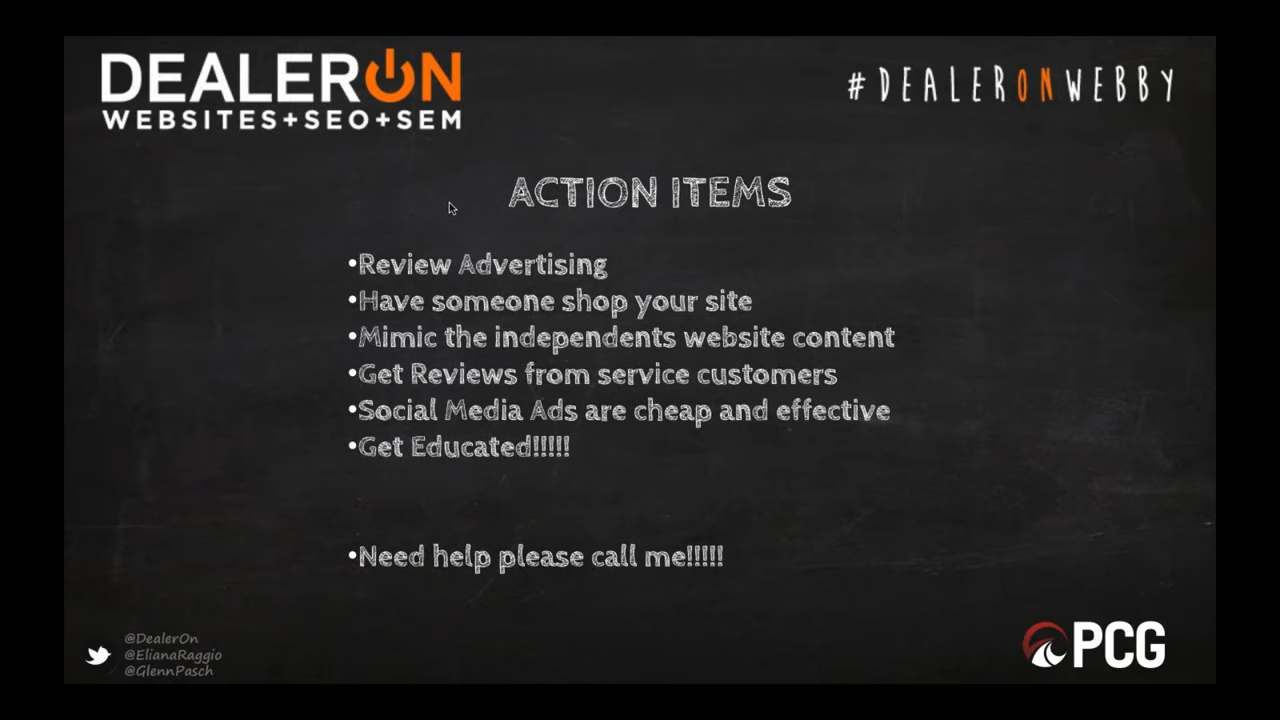 DEALERON
WEBSITES+SEO+SEM
#DEALERONWEBBY
ACTION ITEMS
•Review Advertising
•Have someone shop your site
•Mimic the independents website content
•Get Reviews from service customers
•Social Media Ads are cheap and effective
•Get Educated!!!!!
•Need help please call me!!!!!
@DealerOn
@ElianaRaggio
@GlennPasch
PCG